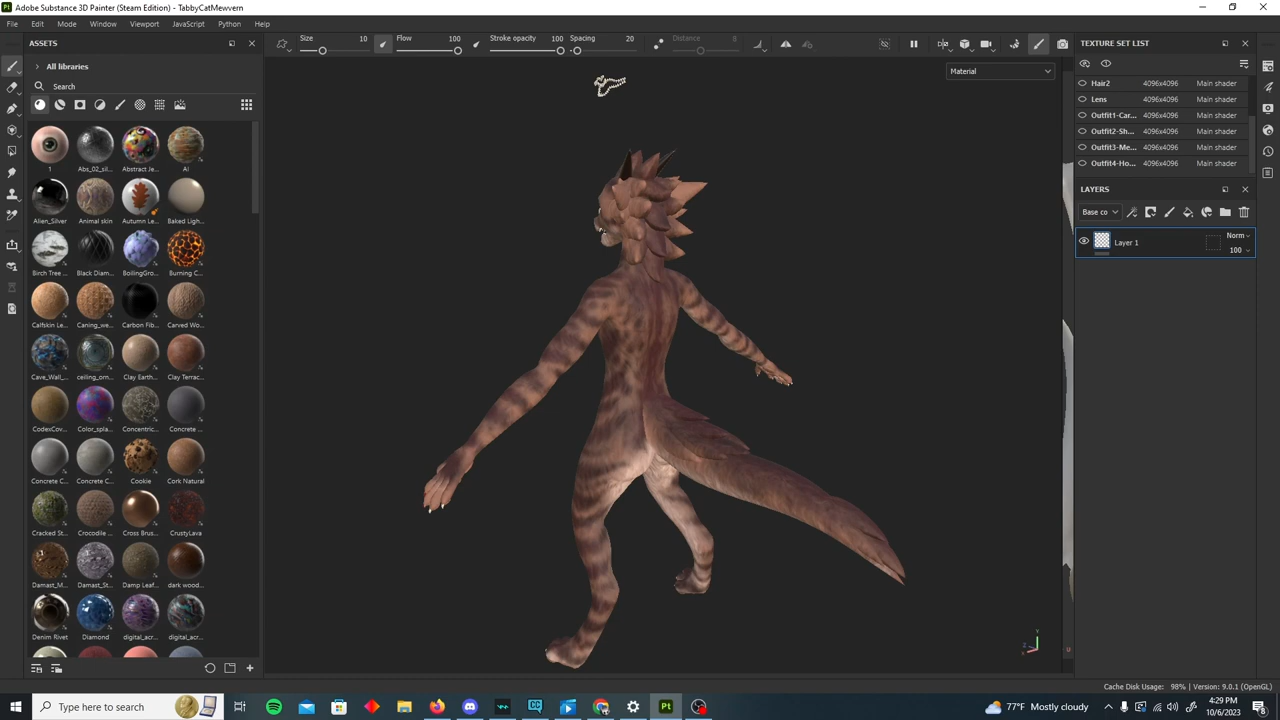 Adobe Substance 3D Painter (Steam Edition) - TabbyCatMewvern
File Edit Mode Window Viewport JavaScript Python Help
ASSETS
All libraries
Search
Size 10 Flow 100 Stroke opacity 100 Spacing 20 Distance 8
Material
1 Abs_02_sil... Abstract Je... AI
Alien_Silver Animal skin Autumn Le... Baked Ligh...
Birch Tree ... Black Diam... BoilingGro... Burning C...
Calfskin Le... Caning_we... Carbon Fib... Carved Wo...
Cave_Wall_... ceiling_orn... Clay Earth... Clay Terrac...
CodexCov... Color_spla... Concentric... Concrete ...
Concrete C... Concrete C... Cookie Cork Natural
Cracked St... Crocodile ... Cross Brus... CrustyLava
Damast_M... Damast_St... Damp Leaf... dark wood...
Denim Rivet Diamond digital_acr... digital_acr...
TEXTURE SET LIST
Hair2 4096x4096 Main shader
Lens 4096x4096 Main shader
Outfit1-Car... 4096x4096 Main shader
Outfit2-Sh... 4096x4096 Main shader
Outfit3-Me... 4096x4096 Main shader
Outfit4-Ho... 4096x4096 Main shader
LAYERS
Base co
Layer 1 Norm
100
Y
Z
X
Cache Disk Usage: 98% | Version: 9.0.1 (OpenGL)
Type here to search
77°F Mostly cloudy
4:29 PM
10/6/2023